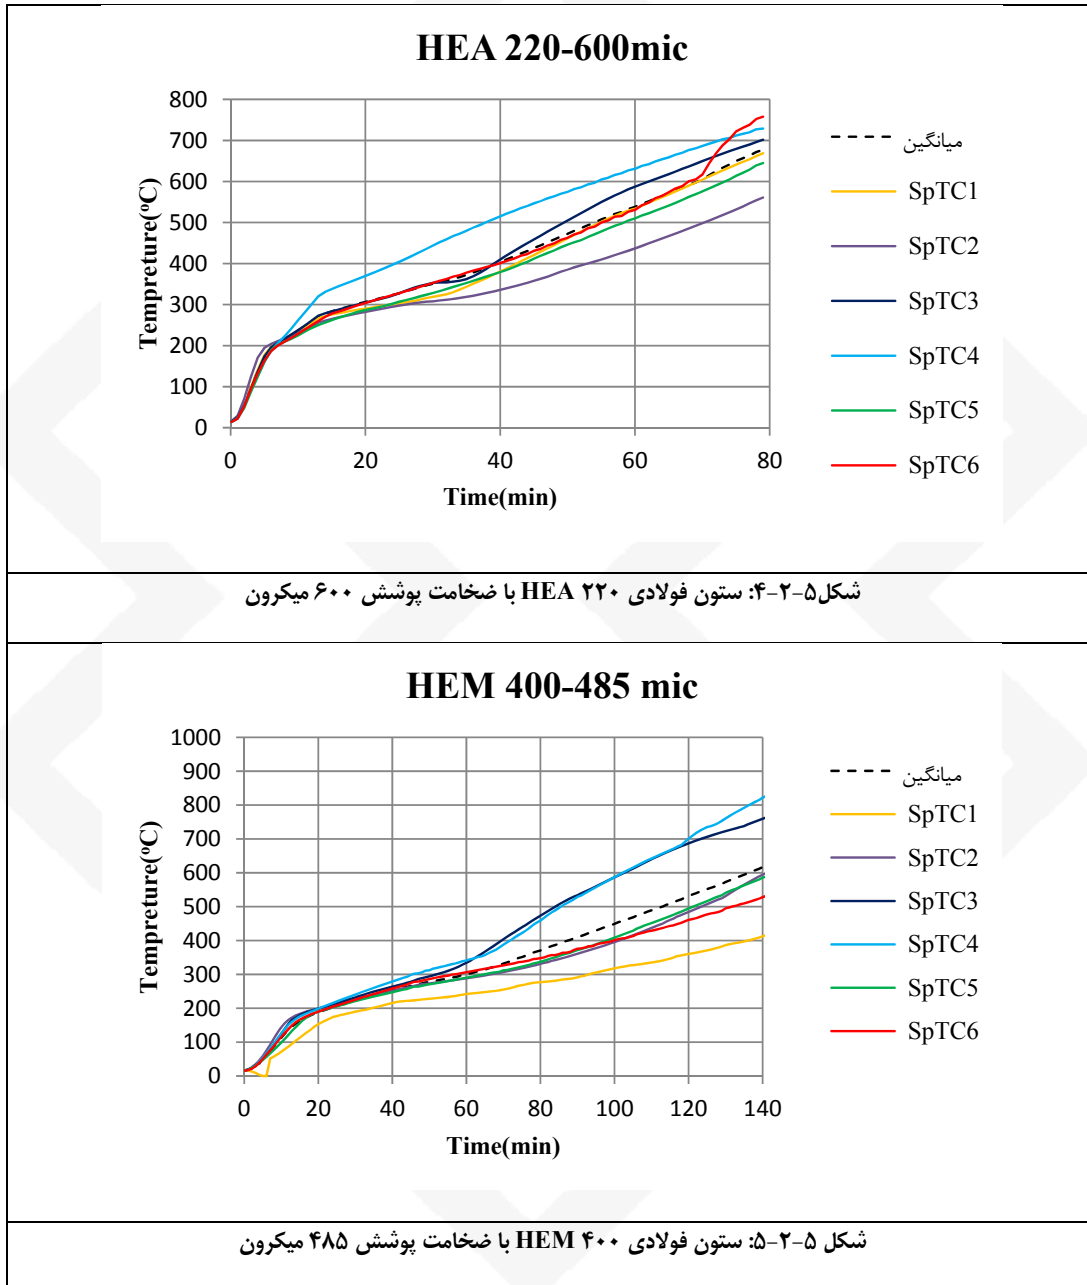 HEA 220-600mic
800
700
600
500
400
300
200
100
0
0 20 40 60 80
Tempreture(ºC)
Time(min)
میانگین
SpTC1
SpTC2
SpTC3
SpTC4
SpTC5
SpTC6
شکل۵-۲-۴: ستون فولادی HEA ۲۲۰ با ضخامت پوشش ۶۰۰ میکرون
HEM 400-485 mic
1000
900
800
700
600
500
400
300
200
100
0
0 20 40 60 80 100 120 140
Tempreture(ºC)
Time(min)
میانگین
SpTC1
SpTC2
SpTC3
SpTC4
SpTC5
SpTC6
شکل ۵-۲-۵: ستون فولادی HEM ۴۰۰ با ضخامت پوشش ۴۸۵ میکرون